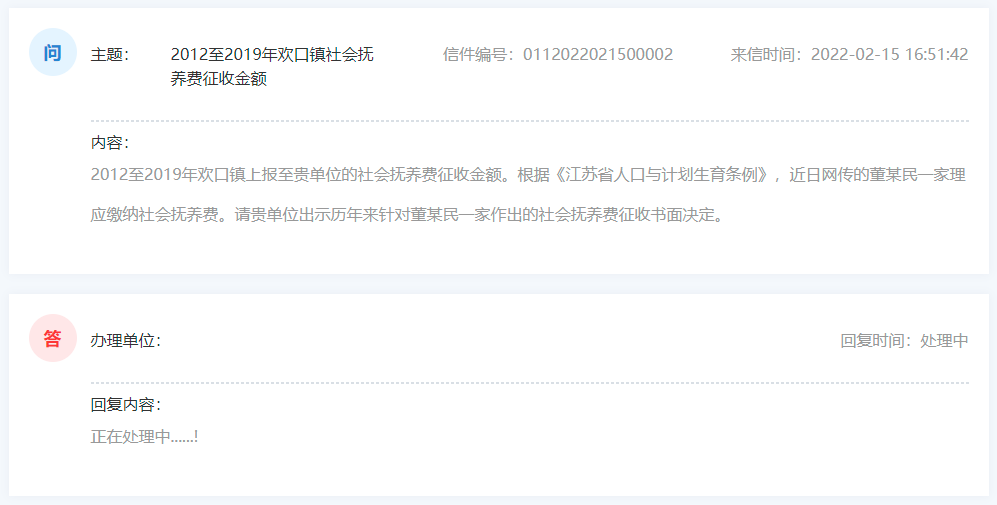 问
主题： 2012至2019年欢口镇社会抚 信件编号：0112022021500002 来信时间：2022-02-15 16:51:42
养费征收金额
内容：
2012至2019年欢口镇上报至贵单位的社会抚养费征收金额。根据《江苏省人口与计划生育条例》，近日网传的董某民一家理
应缴纳社会抚养费。请贵单位出示历年来针对董某民一家作出的社会抚养费征收书面决定。
答
办理单位： 回复时间：处理中
回复内容：
正在处理中......!